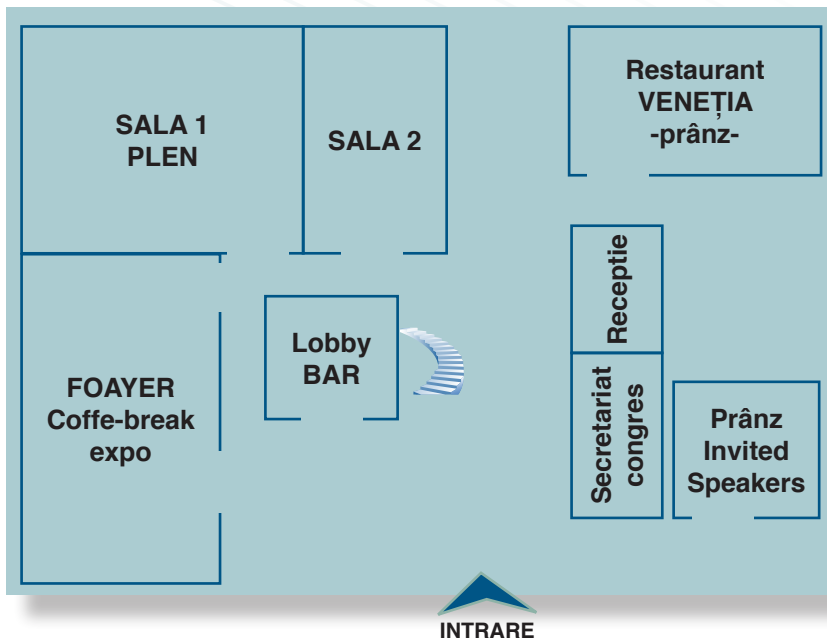 SALA 1
PLEN
SALA 2
Restaurant
VENEȚIA
-prânz-
Receptie
Lobby
BAR
FOAYER
Coffe-break
expo
Secretariat
congres
Prânz
Invited
Speakers
INTRARE